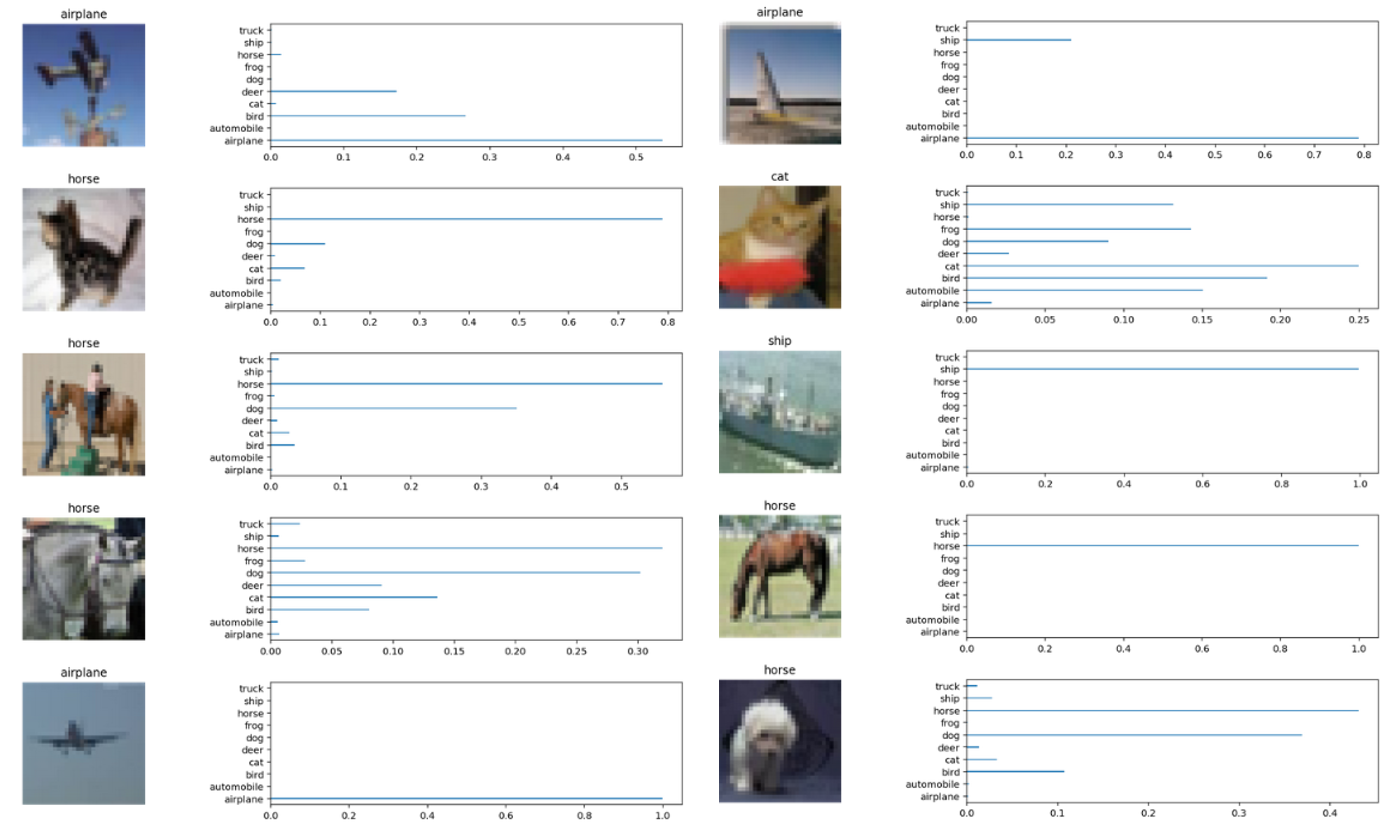 airplane
truck
ship
horse
frog
dog
deer
cat
bird
automobile
airplane
0.0 0.1 0.2 0.3 0.4 0.5
airplane
truck
ship
horse
frog
dog
deer
cat
bird
automobile
airplane
0.0 0.1 0.2 0.3 0.4 0.5 0.6 0.7 0.8
horse
truck
ship
horse
frog
dog
deer
cat
bird
automobile
airplane
0.0 0.1 0.2 0.3 0.4 0.5 0.6 0.7 0.8
cat
truck
ship
horse
frog
dog
deer
cat
bird
automobile
airplane
0.00 0.05 0.10 0.15 0.20 0.25
horse
truck
ship
horse
frog
dog
deer
cat
bird
automobile
airplane
0.0 0.1 0.2 0.3 0.4 0.5
ship
truck
ship
horse
frog
dog
deer
cat
bird
automobile
airplane
0.0 0.2 0.4 0.6 0.8 1.0
horse
truck
ship
horse
frog
dog
deer
cat
bird
automobile
airplane
0.00 0.05 0.10 0.15 0.20 0.25 0.30
horse
truck
ship
horse
frog
dog
deer
cat
bird
automobile
airplane
0.0 0.2 0.4 0.6 0.8 1.0
airplane
truck
ship
horse
frog
dog
deer
cat
bird
automobile
airplane
0.0 0.2 0.4 0.6 0.8 1.0
horse
truck
ship
horse
frog
dog
deer
cat
bird
automobile
airplane
0.0 0.1 0.2 0.3 0.4